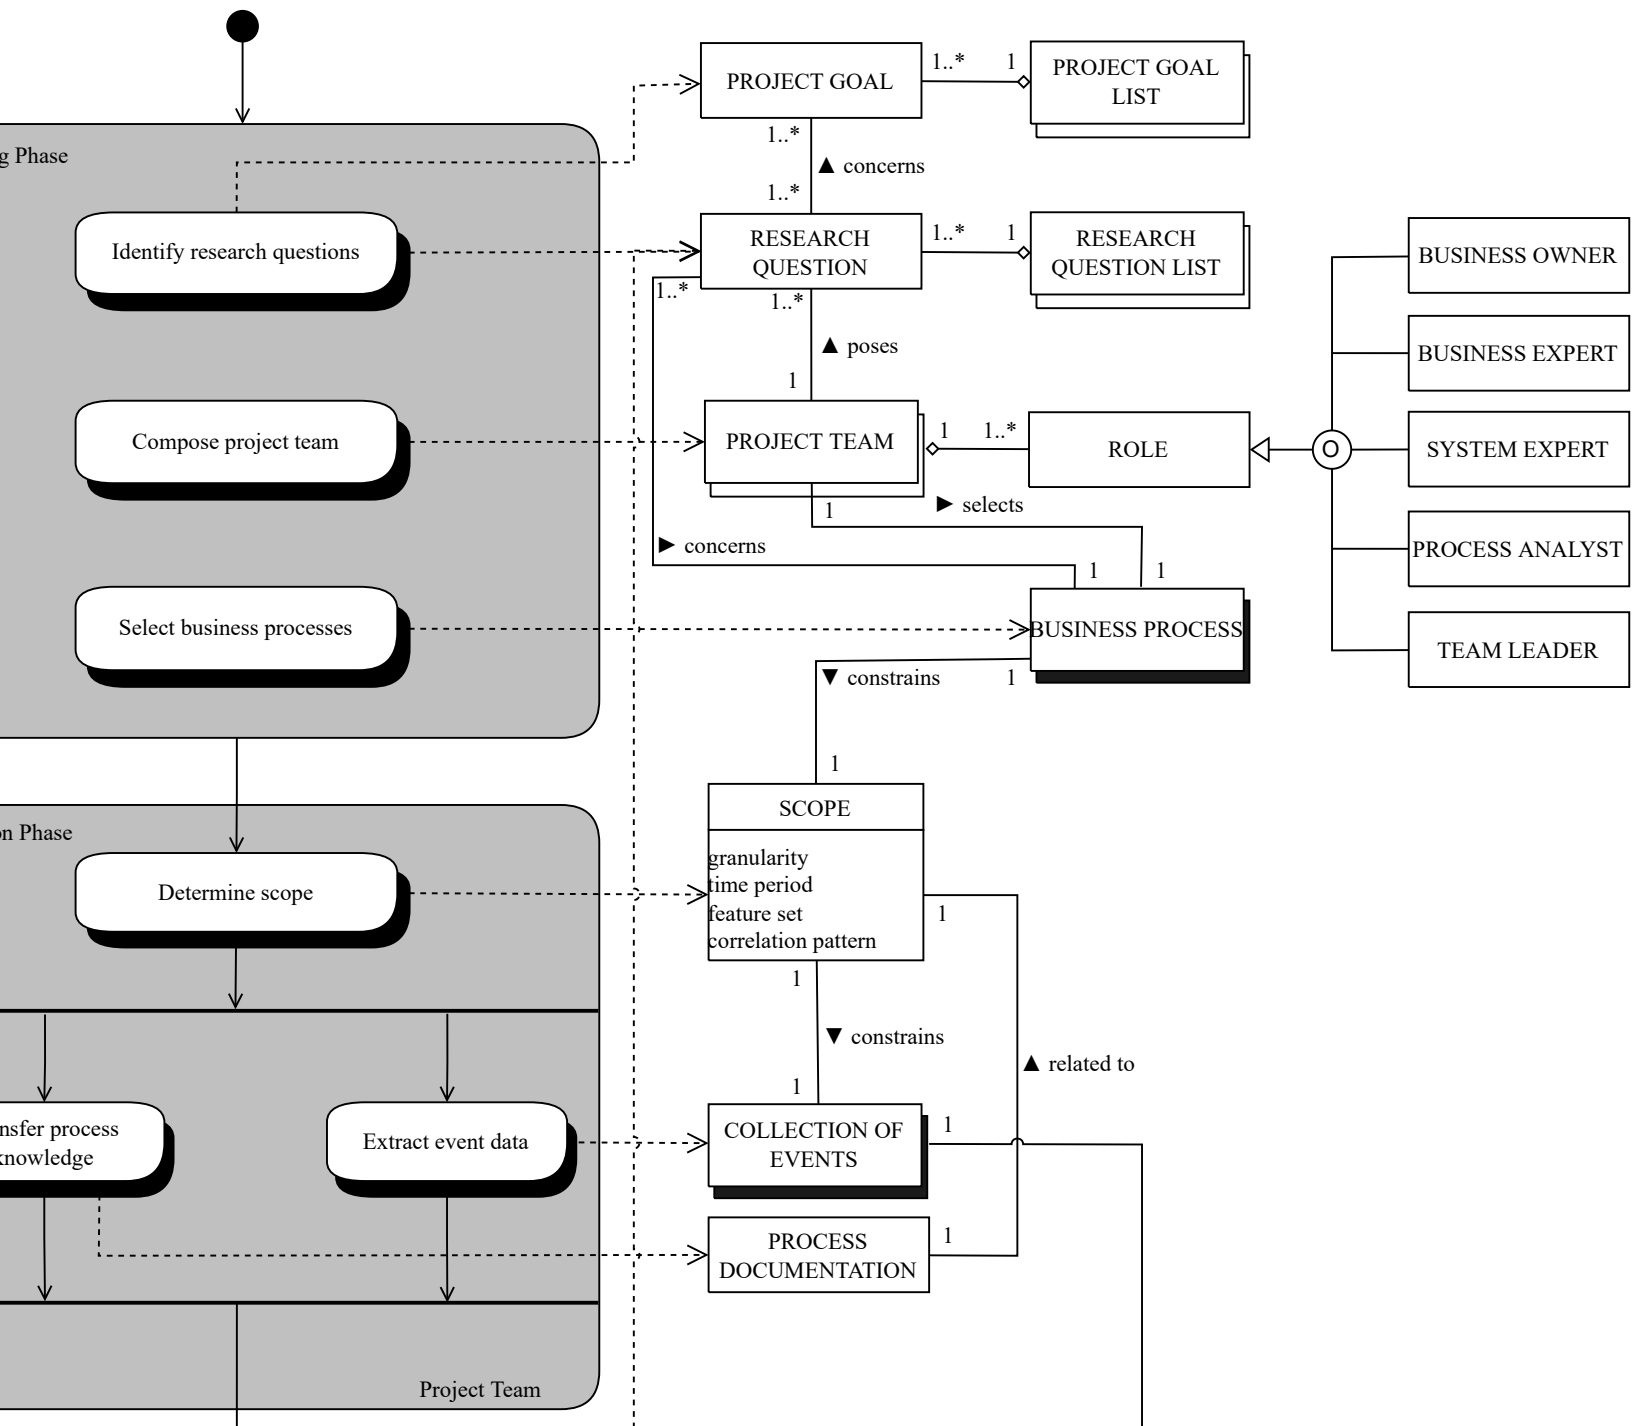 PROJECT GOAL
1..*
1
PROJECT GOAL
LIST
1..*
▲ concerns
1..*
g Phase
Identify research questions
RESEARCH
QUESTION
1..*
1
RESEARCH
QUESTION LIST
1..*
1..*
▲ poses
1
BUSINESS OWNER
BUSINESS EXPERT
Compose project team
PROJECT TEAM
1
1..*
ROLE
O
SYSTEM EXPERT
1
► selects
► concerns
1
1
PROCESS ANALYST
Select business processes
BUSINESS PROCESS
TEAM LEADER
▼ constrains
1
1
on Phase
Determine scope
SCOPE
granularity
time period
feature set
correlation pattern
1
1
▼ constrains
▲ related to
1
nsfer process
knowledge
Extract event data
COLLECTION OF
EVENTS
1
PROCESS
DOCUMENTATION
1
Project Team